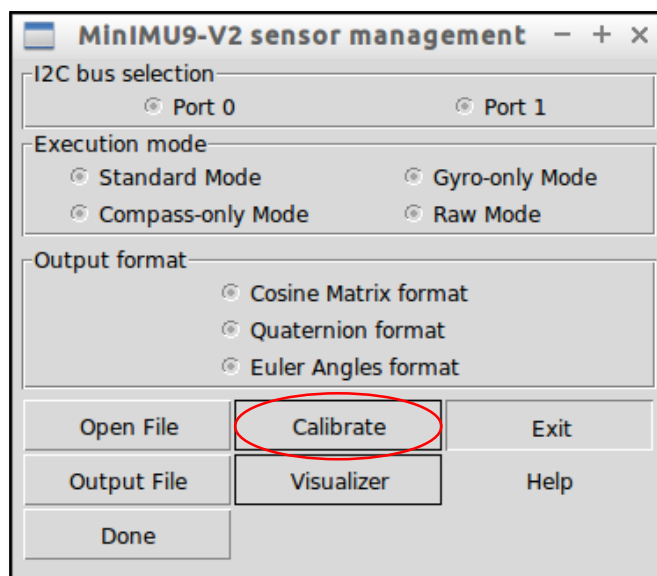 MinIMU9-V2 sensor management
I2C bus selection
Port 0 Port 1
Execution mode
Standard Mode Gyro-only Mode
Compass-only Mode Raw Mode
Output format
Cosine Matrix format
Quaternion format
Euler Angles format
Open File Calibrate Exit
Output File Visualizer Help
Done